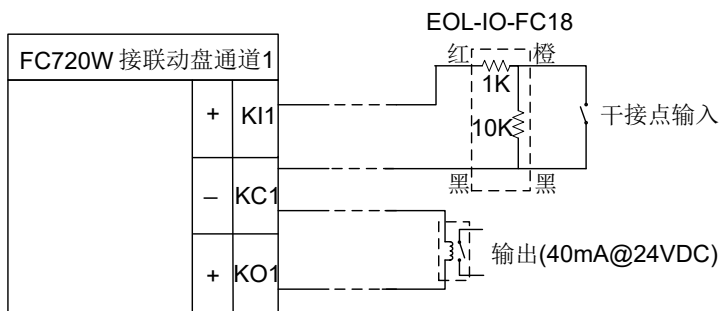 EOL-IO-FC18
FC720W 接联动盘通道1
红
橙
1K
+
KI1
10K
干接点输入
黑
黑
–
KC1
输出(40mA@24VDC)
+
KO1